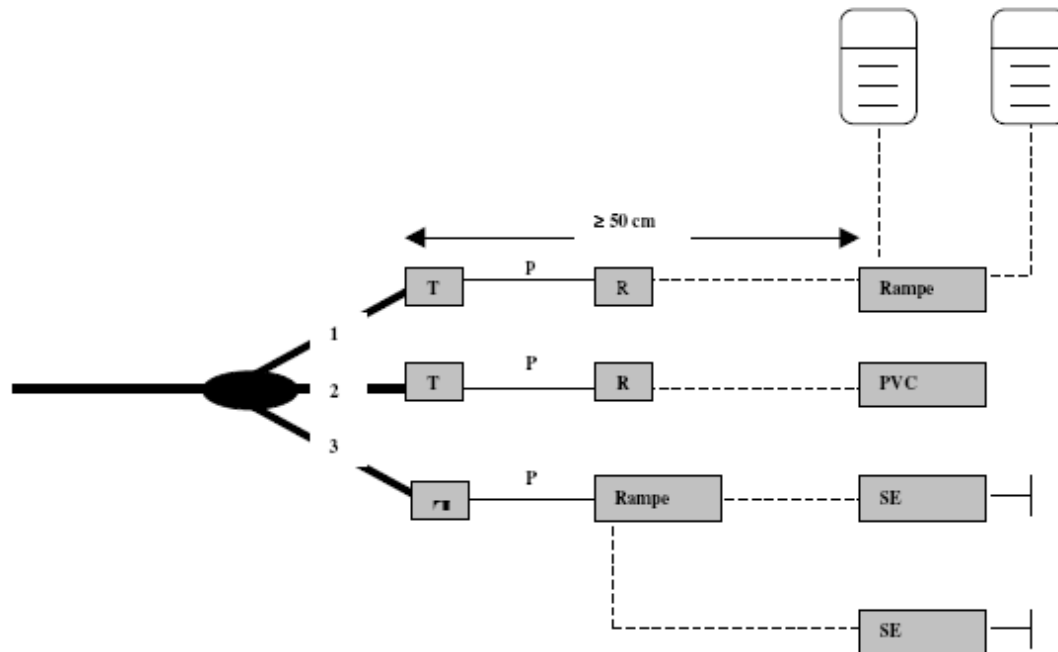 ≥ 50 cm
T P R Rampe
1
T P R PVC
2
3
P Rampe SE
SE